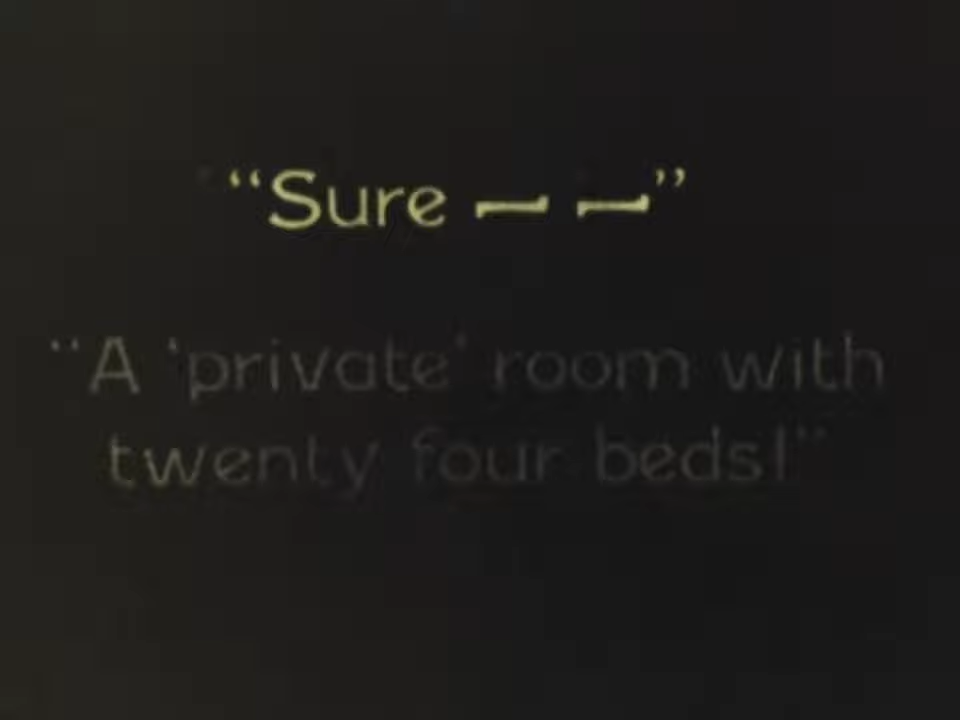 “Sure — —”
“A ‘private’ room with
twenty four beds!”